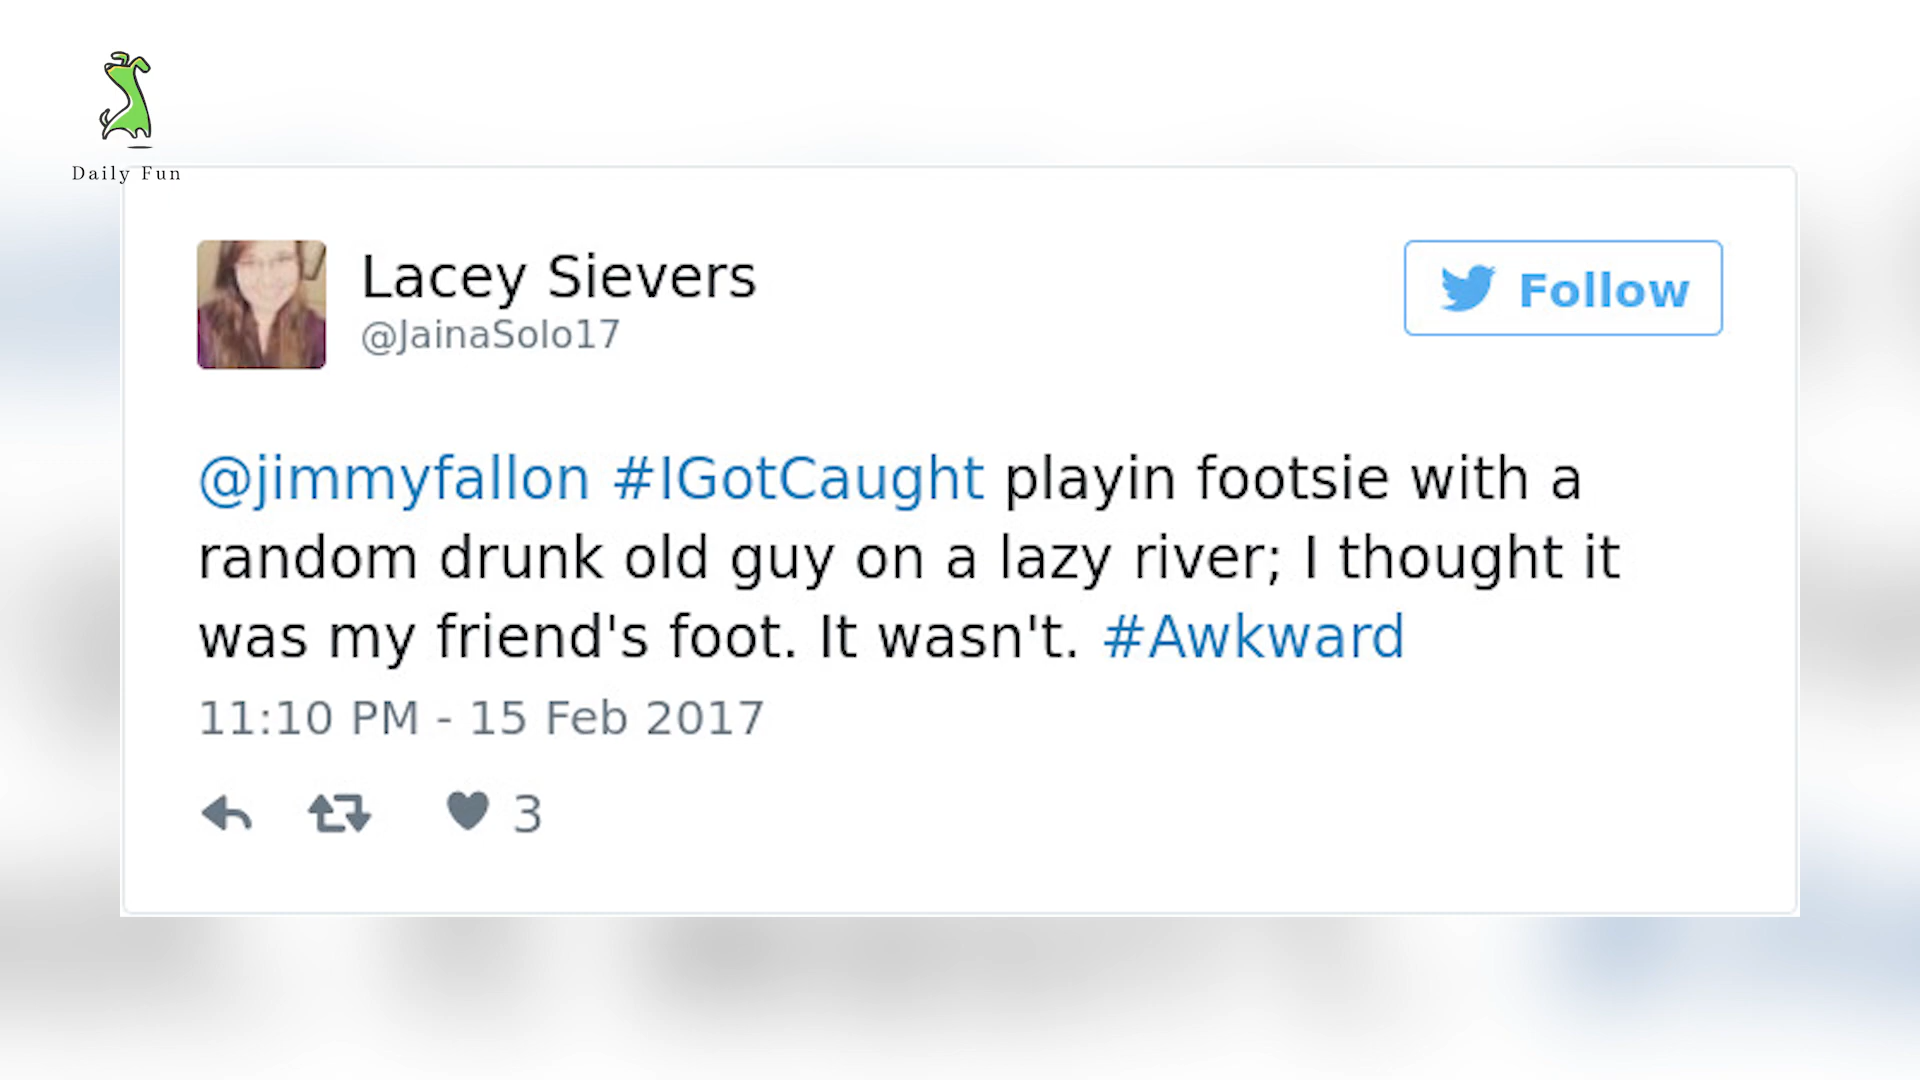 Daily Fun
Lacey Sievers
@JainaSolo17
Follow
@jimmyfallon #IGotCaught playin footsie with a
random drunk old guy on a lazy river; I thought it
was my friend's foot. It wasn't. #Awkward
11:10 PM - 15 Feb 2017
3